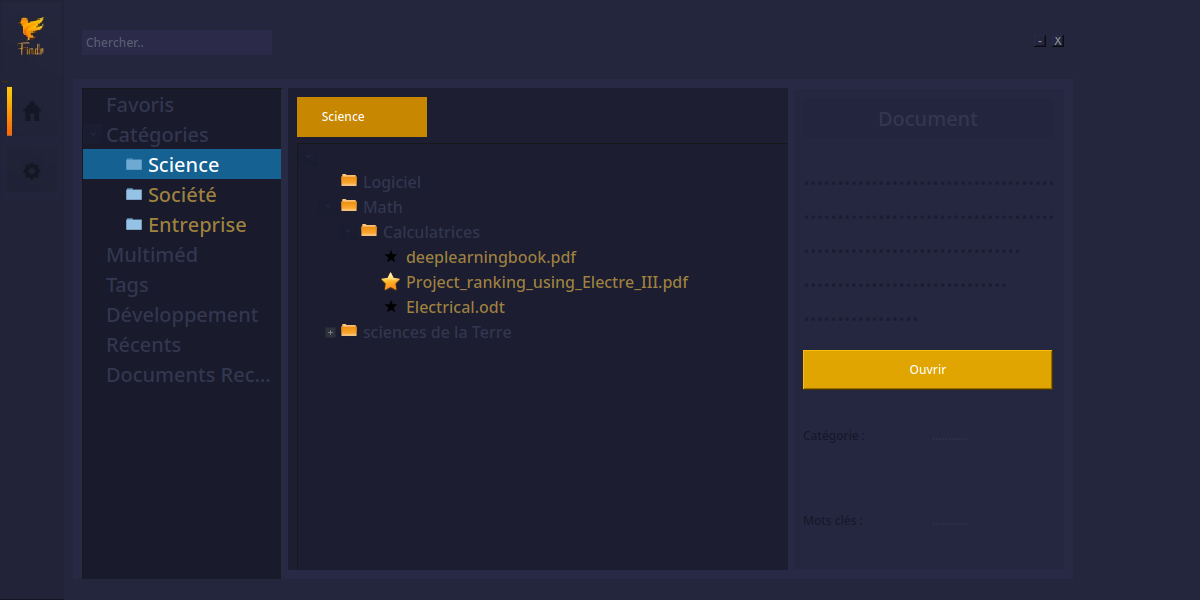 Findln
Chercher..
- X
Favoris
Catégories
Science
Société
Entreprise
Multiméd
Tags
Développement
Récents
Documents Rec...
Science
Logiciel
Math
Calculatrices
deeplearningbook.pdf
Project_ranking_using_Electre_III.pdf
Electrical.odt
sciences de la Terre
Document
Ouvrir
Catégorie :
Mots clés :